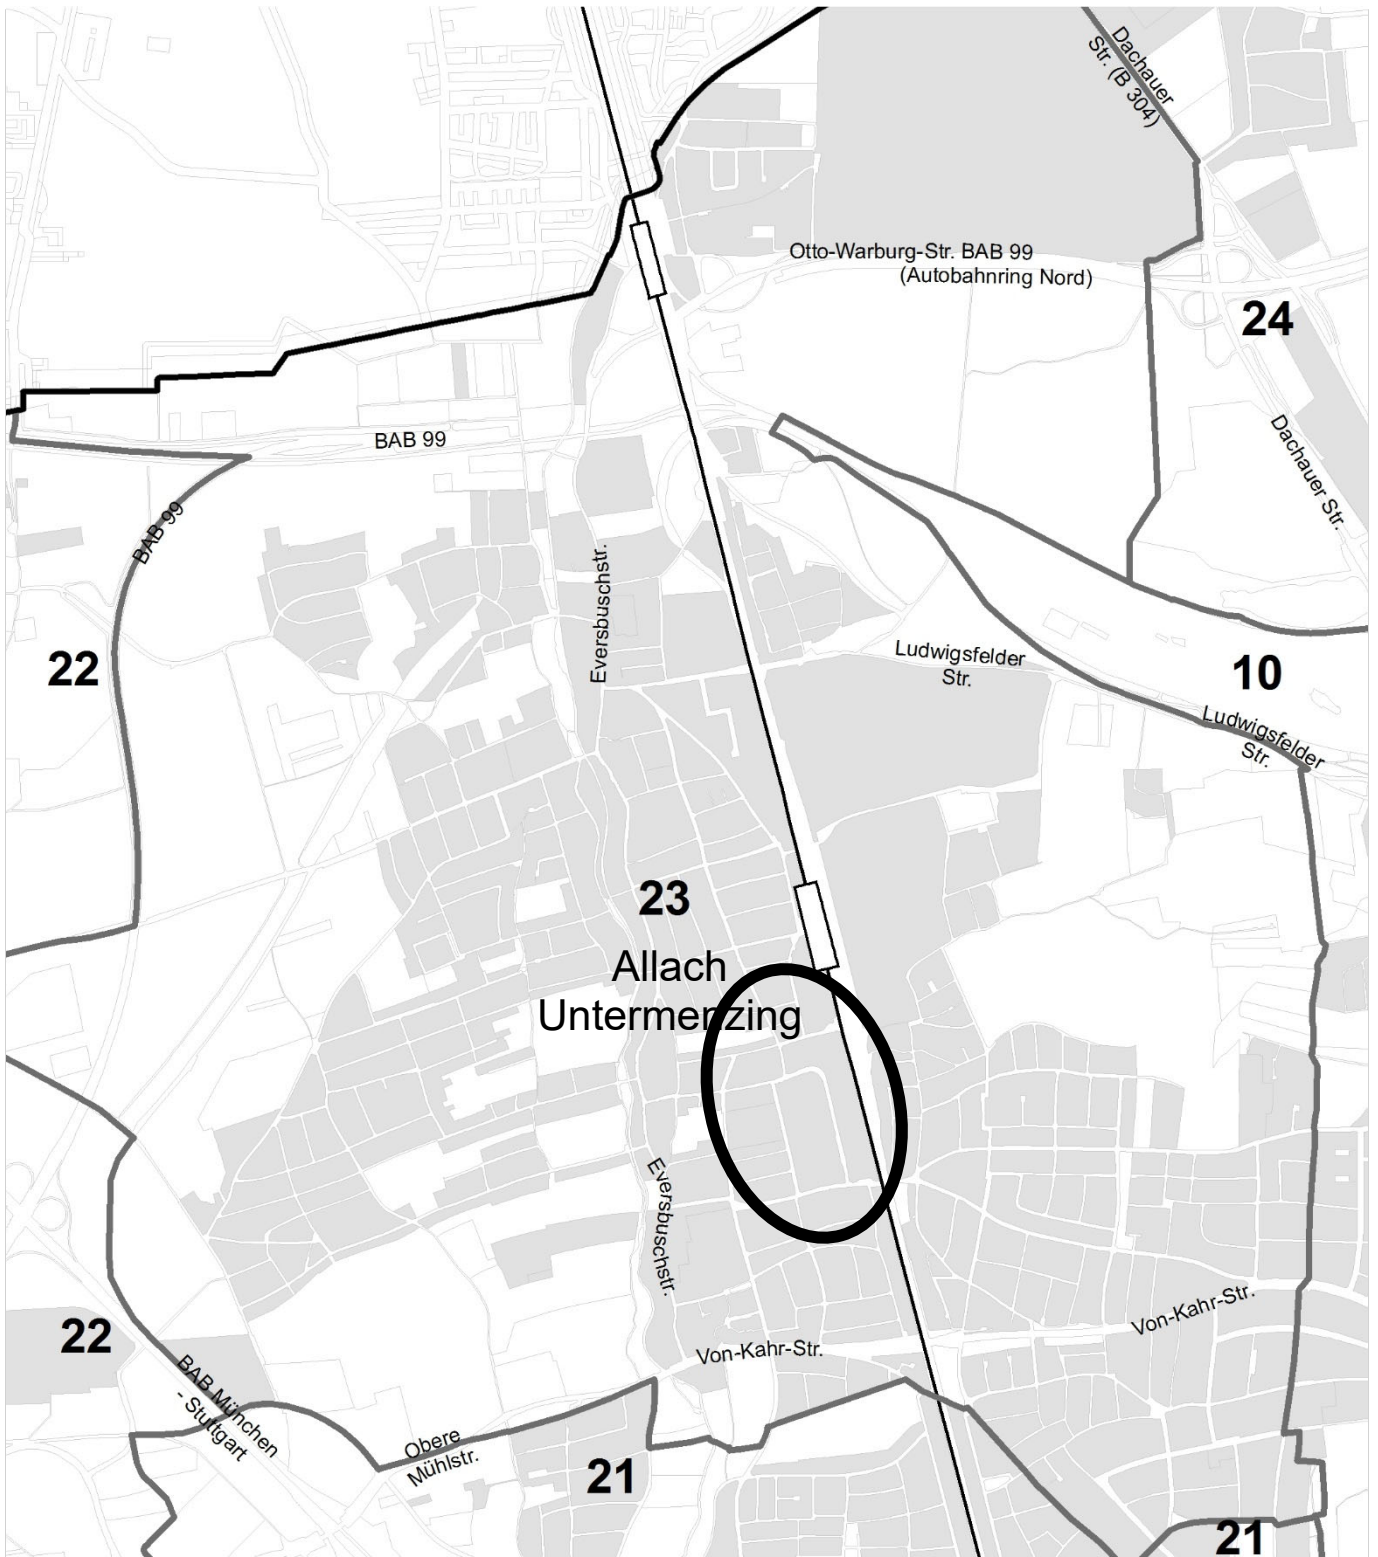 Dachauer
Str. (B 304)
Otto-Warburg-Str. BAB 99
(Autobahnring Nord)
24
BAB 99
Dachauer Str.
BAB 99
Eversbuschstr.
22
Ludwigsfelder
Str.
10
Ludwigsfelder
Str.
23
Allach
Untermenzing
Eversbuschstr.
Von-Kahr-Str.
22
Von-Kahr-Str.
BAB München
- Stuttgart
Obere
Mühlstr.
21
21